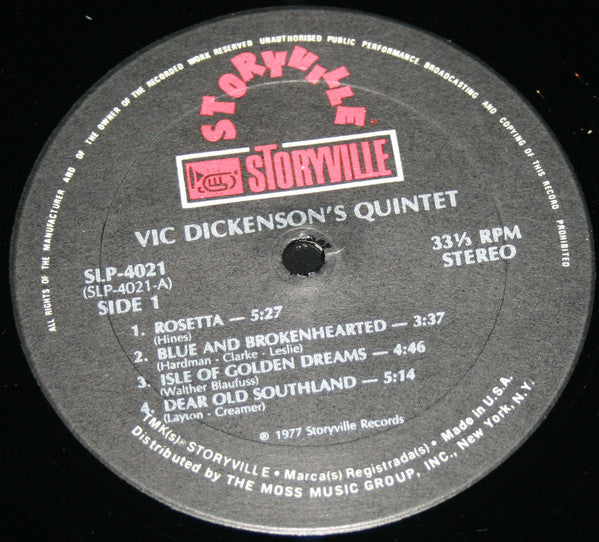 ALL RIGHTS OF THE MANUFACTURER AND OF THE OWNER OF THE RECORDED WORK RESERVED UNAUTHORISED PUBLIC PERFORMANCE BROADCASTING AND COPYING OF THIS RECORD PROHIBITED
STORYVILLE
STORYVILLE
VIC DICKENSON'S QUINTET
SLP-4021
(SLP-4021-A)
SIDE 1
33⅓ RPM
STEREO
1. ROSETTA — 5:27
(Hines)
2. BLUE AND BROKENHEARTED — 3:37
(Hardman - Clarke - Leslie)
3. ISLE OF GOLDEN DREAMS — 4:46
(Walther Blaufuss)
4. DEAR OLD SOUTHLAND — 5:14
(Layton - Creamer)
℗ 1977 Storyville Records
"TMK(s)" STORYVILLE • Marca(s) Registrada(s) • Made in U.S.A.
Distributed by THE MOSS MUSIC GROUP, INC., New York, N.Y.